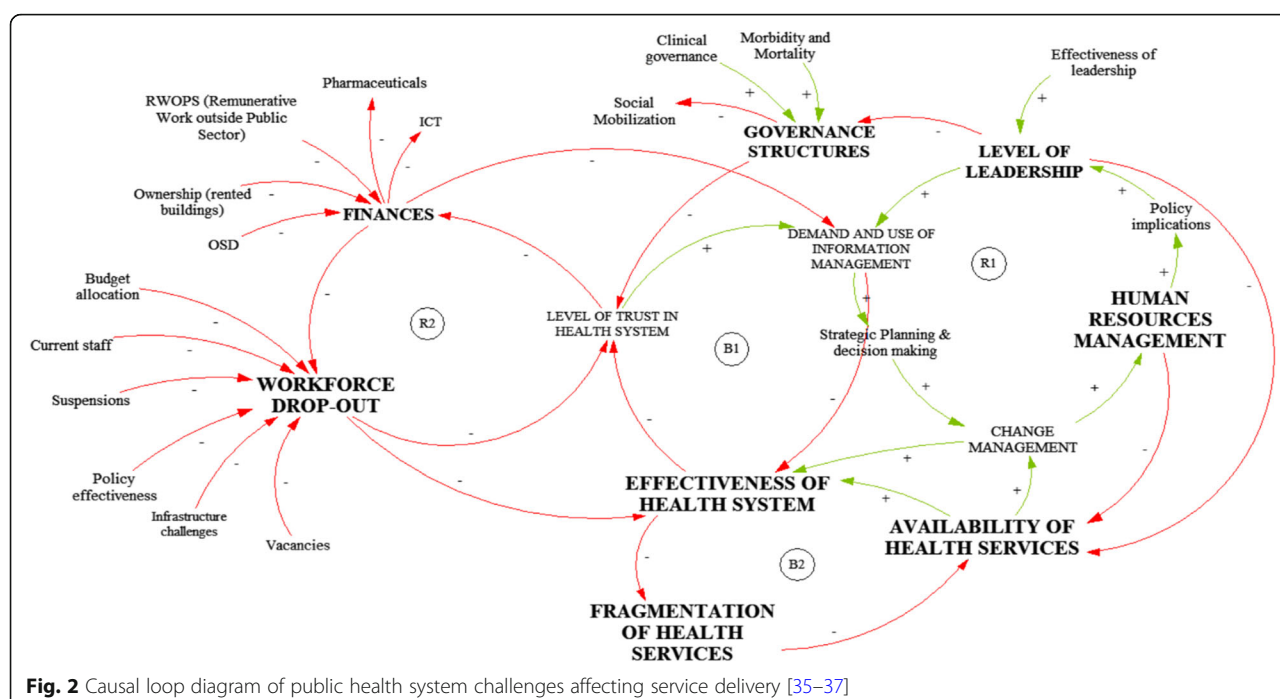 Clinical
governance
Morbidity and
Mortality
Effectiveness of
leadership
Pharmaceuticals
RWOPS (Remunerative
Work outside Public
Sector)
ICT
Social
Mobilization
GOVERNANCE
STRUCTURES
LEVEL OF
LEADERSHIP
Ownership (rented
buildings)
FINANCES
OSD
DEMAND AND USE OF
INFORMATION
MANAGEMENT
Policy
implications
R1
Budget
allocation
R2
LEVEL OF TRUST IN
HEALTH SYSTEM
B1
HUMAN
RESOURCES
MANAGEMENT
Current staff
Strategic Planning &
decision making
Suspensions
WORKFORCE
DROP-OUT
CHANGE
MANAGEMENT
Policy
effectiveness
Infrastructure
challenges
Vacancies
EFFECTIVENESS OF
HEALTH SYSTEM
AVAILABILITY OF
HEALTH SERVICES
B2
FRAGMENTATION
OF HEALTH
SERVICES
+
+
+
-
-
-
-
-
-
-
-
-
+
+
-
-
+
-
+
+
-
-
-
-
-
-
-
-
-
-
-
-
+
+
+
+
+
-
-
-
Fig. 2 Causal loop diagram of public health system challenges affecting service delivery [35–37]